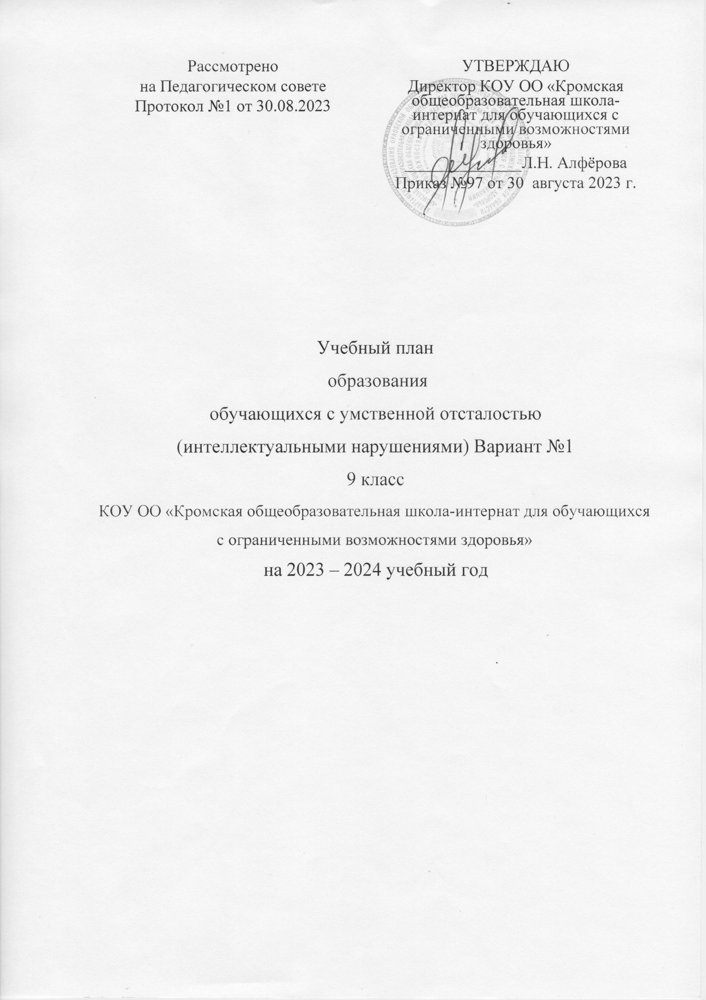 Рассмотрено
на Педагогическом совете
Протокол №1 от 30.08.2023
УТВЕРЖДАЮ
Директор КОУ ОО «Кромская
общеобразовательная школа-
интернат для обучающихся с
ограниченными возможностями
здоровья»
______________Л.Н. Алфёрова
Приказ №97 от 30 августа 2023 г.
Учебный план
образования
обучающихся с умственной отсталостью
(интеллектуальными нарушениями) Вариант №1
9 класс
КОУ ОО «Кромская общеобразовательная школа-интернат для обучающихся
с ограниченными возможностями здоровья»
на 2023 – 2024 учебный год